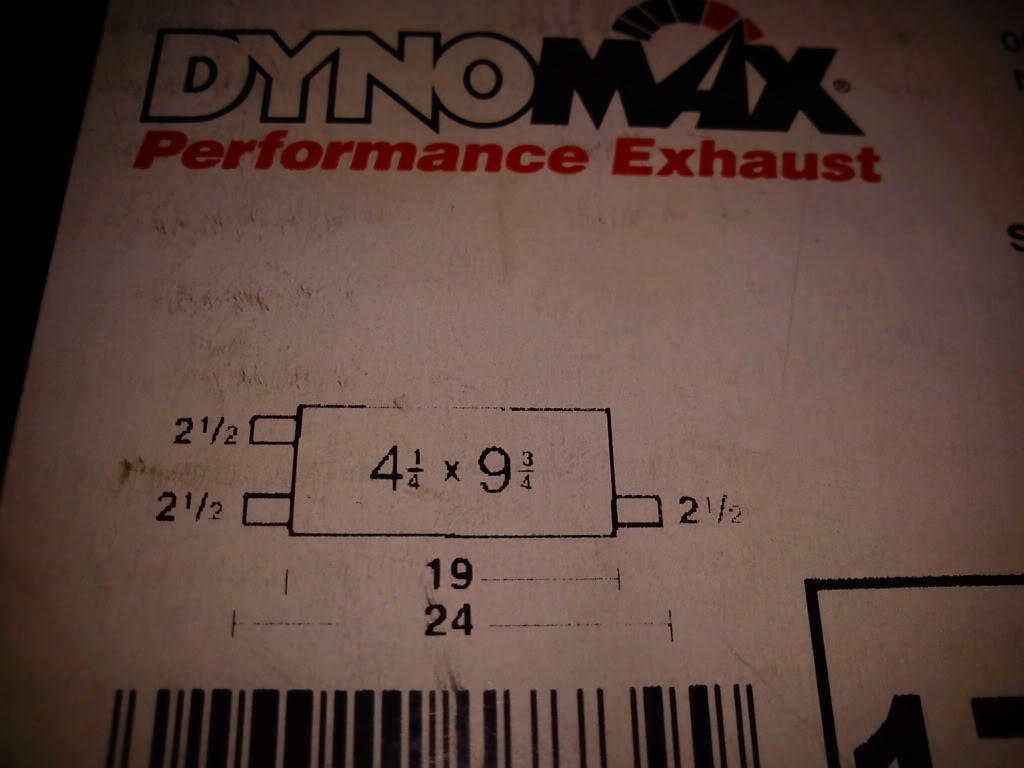 DYNOMAX®
Performance Exhaust
2 1/2
4 1/4 x 9 3/4
2 1/2
2 1/2
19
24